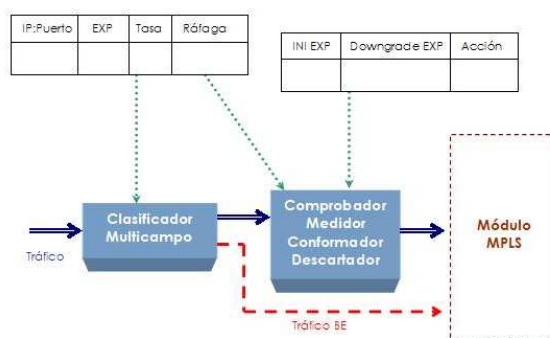 IP:Puerto EXP Tasa Ráfaga
INI EXP Downgrade EXP Acción
Clasificador
Multicampo
Comprobador
Medidor
Conformador
Descartador
Módulo
MPLS
Tráfico
Tráfico BE